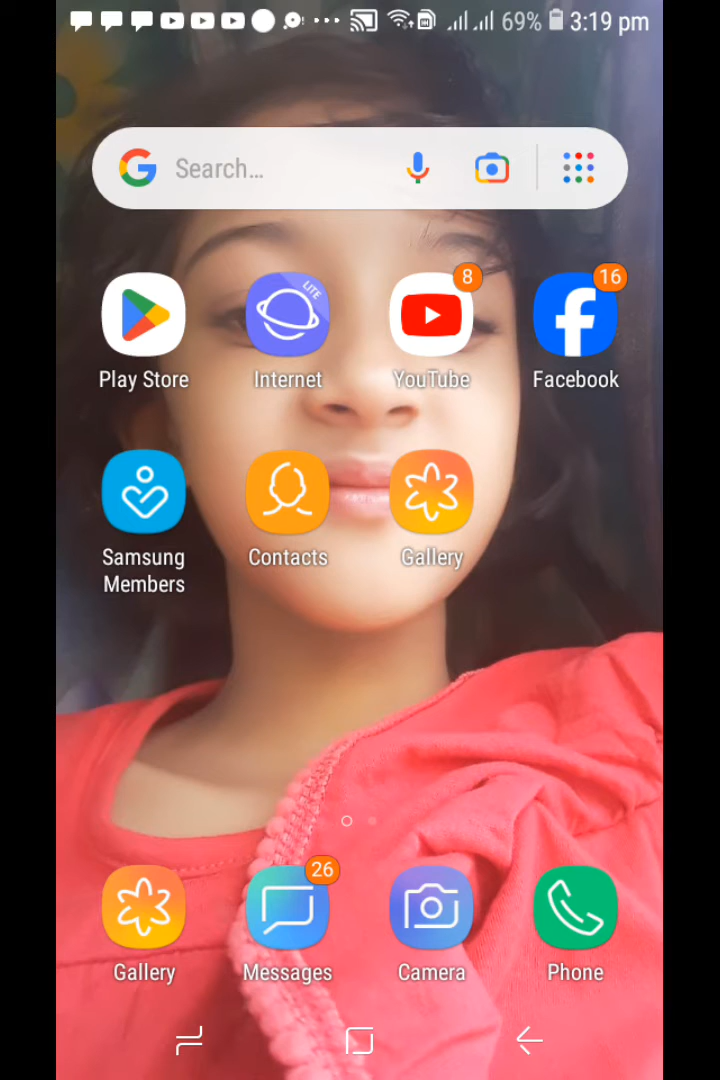 69% 3:19 pm
Search...
LITE
8
16
Play Store Internet YouTube Facebook
Samsung Members Contacts Gallery
26
Gallery Messages Camera Phone